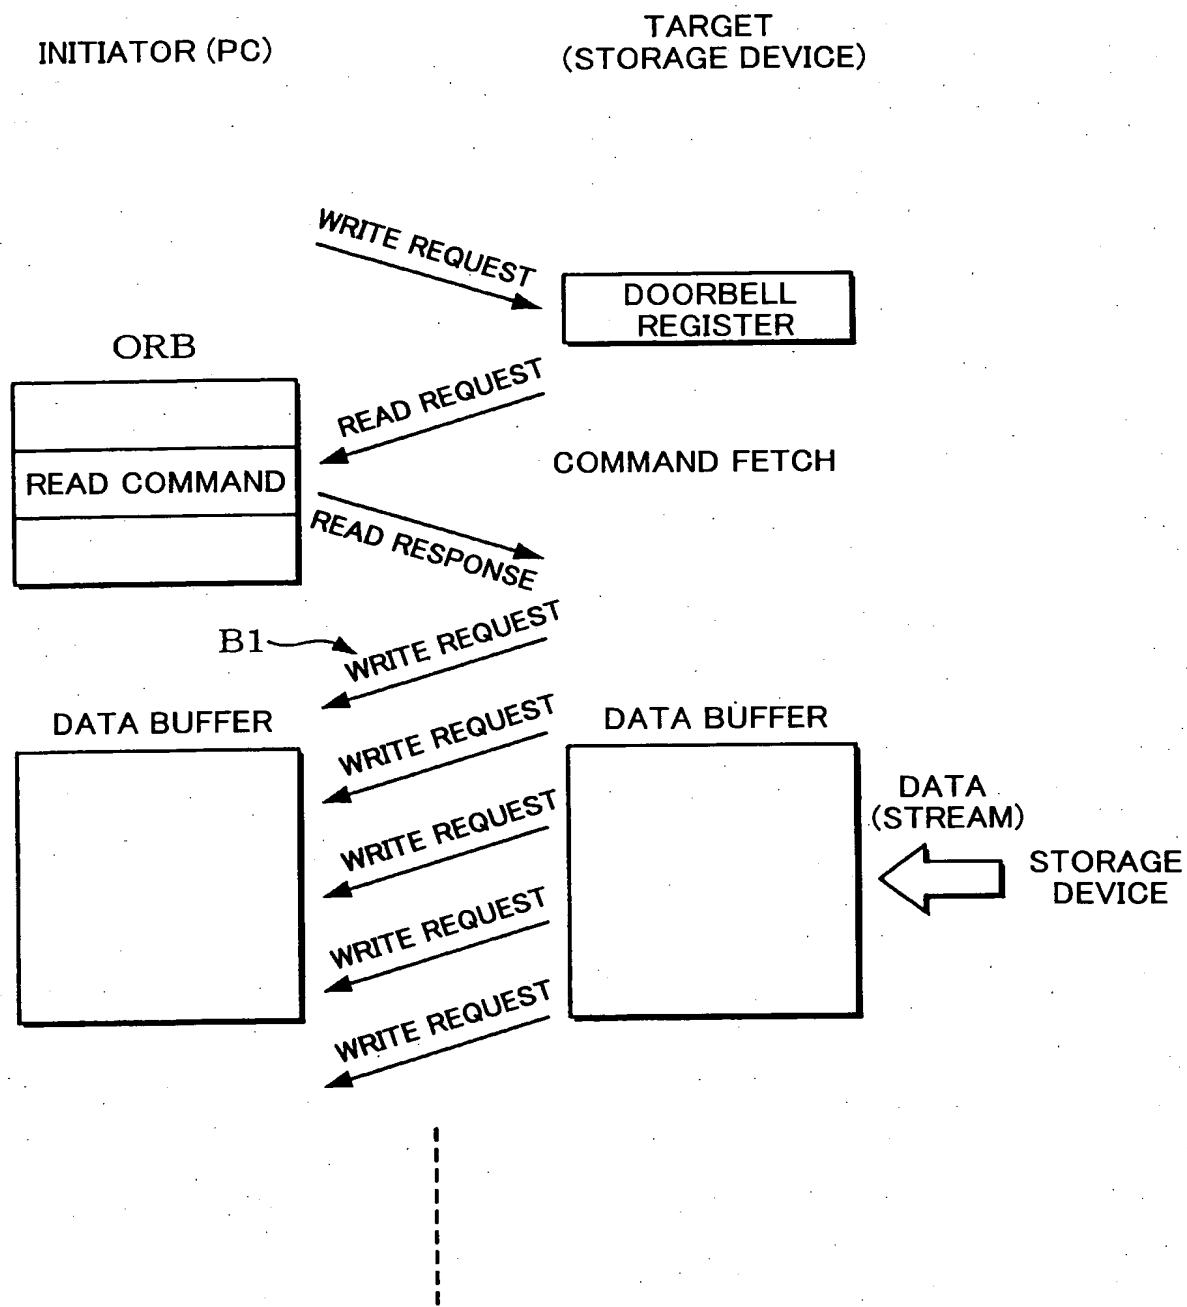 INITIATOR (PC)
TARGET
(STORAGE DEVICE)
WRITE REQUEST
DOORBELL
REGISTER
ORB
READ REQUEST
READ COMMAND
COMMAND FETCH
READ RESPONSE
B1
WRITE REQUEST
DATA BUFFER
WRITE REQUEST
DATA BUFFER
DATA
(STREAM)
WRITE REQUEST
STORAGE
DEVICE
WRITE REQUEST
WRITE REQUEST